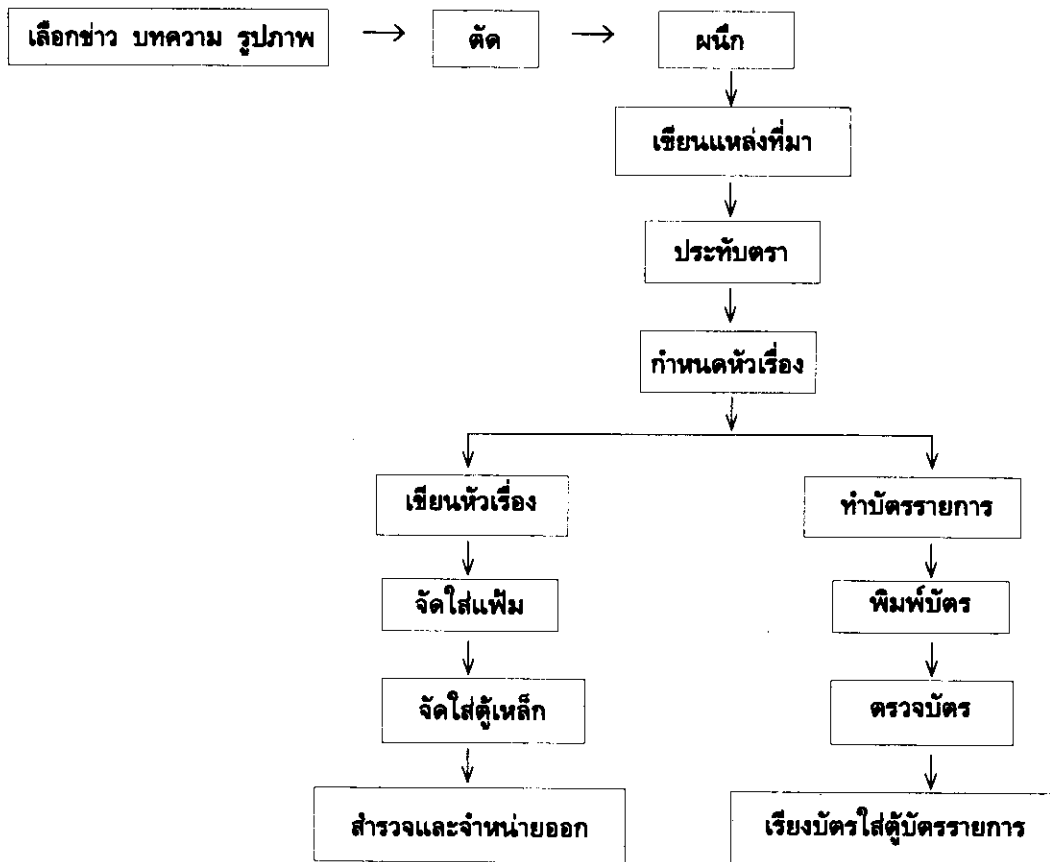 เลือกข่าว บทความ รูปภาพ
ตัด
ผนึก
เขียนแหล่งที่มา
ประทับตรา
กำหนดหัวเรื่อง
เขียนหัวเรื่อง
จัดใส่แฟ้ม
จัดใส่ตู้เหล็ก
สำรวจและจำหน่ายออก
ทำบัตรรายการ
พิมพ์บัตร
ตรวจบัตร
เรียงบัตรใส่ตู้บัตรรายการ